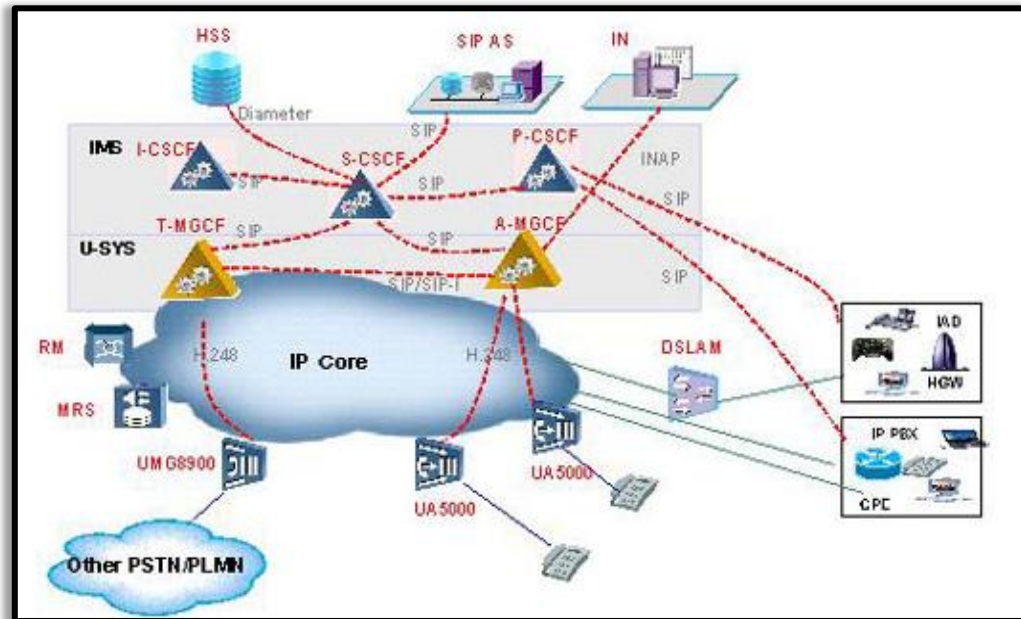 HSS
SIP AS
IN
Diameter
SIP
P-CSCF
IMS
I-CSCF
S-CSCF
INAP
SIP
SIP
SIP
T-MGCF
A-MGCF
SIP
SIP
U-SYS
SIP/SIP-I
SIP
RM
H.248
IP Core
H.248
DSLAM
IAD
HGW
MRS
IP PBX
UMG8900
UA5000
UA5000
CPE
Other PSTN/PLMN